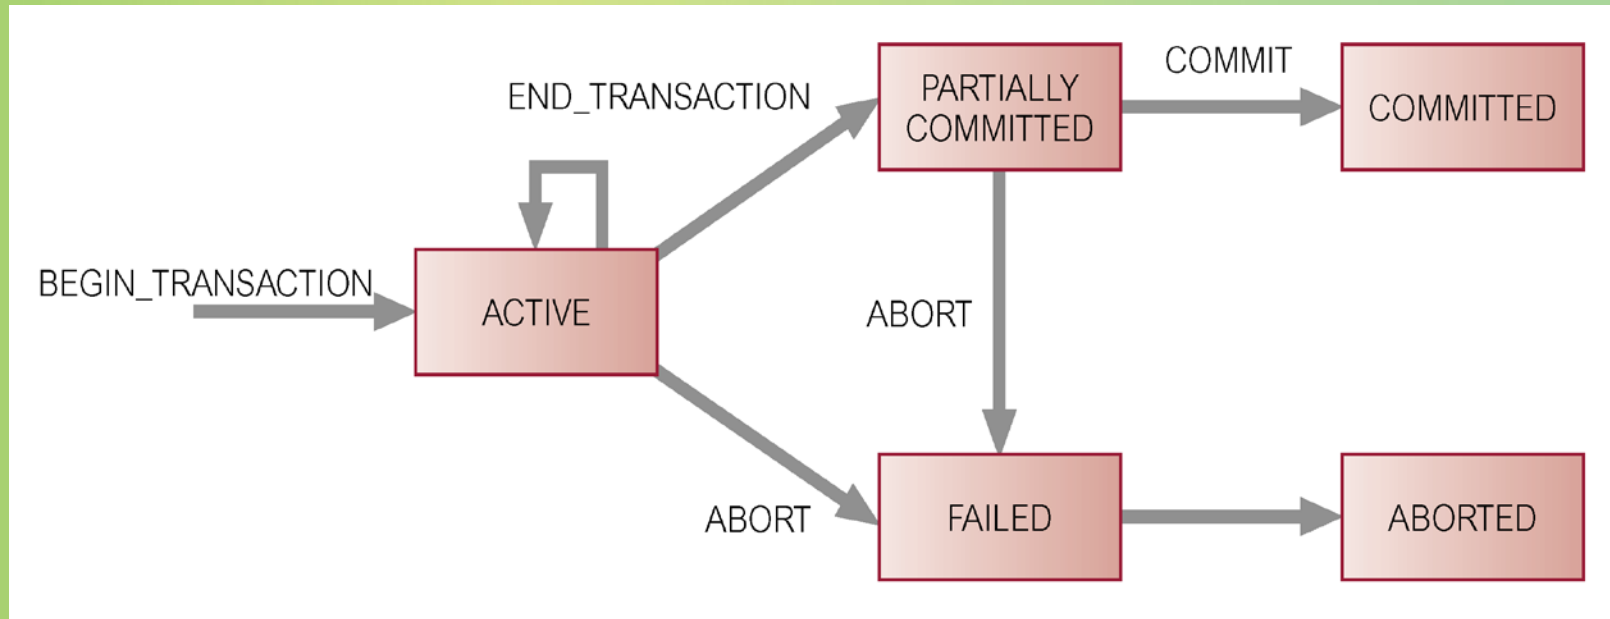 END_TRANSACTION
PARTIALLY
COMMITTED
COMMIT
COMMITTED
BEGIN_TRANSACTION
ACTIVE
ABORT
ABORT
FAILED
ABORTED